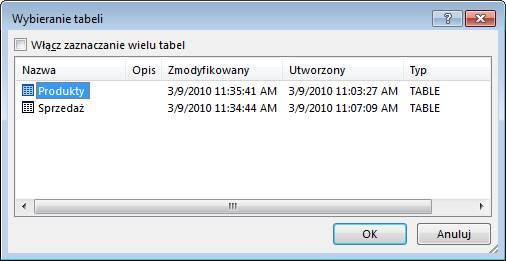 Wybieranie tabeli
Włącz zaznaczanie wielu tabel
Nazwa Opis Zmodyfikowany Utworzony Typ
Produkty 3/9/2010 11:35:41 AM 3/9/2010 11:03:27 AM TABLE
Sprzedaż 3/9/2010 11:34:44 AM 3/9/2010 11:07:09 AM TABLE
OK Anuluj